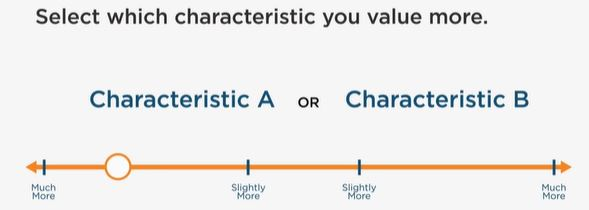 Select which characteristic you value more.
Characteristic A OR Characteristic B
Much Slightly Slightly Much
More More More More